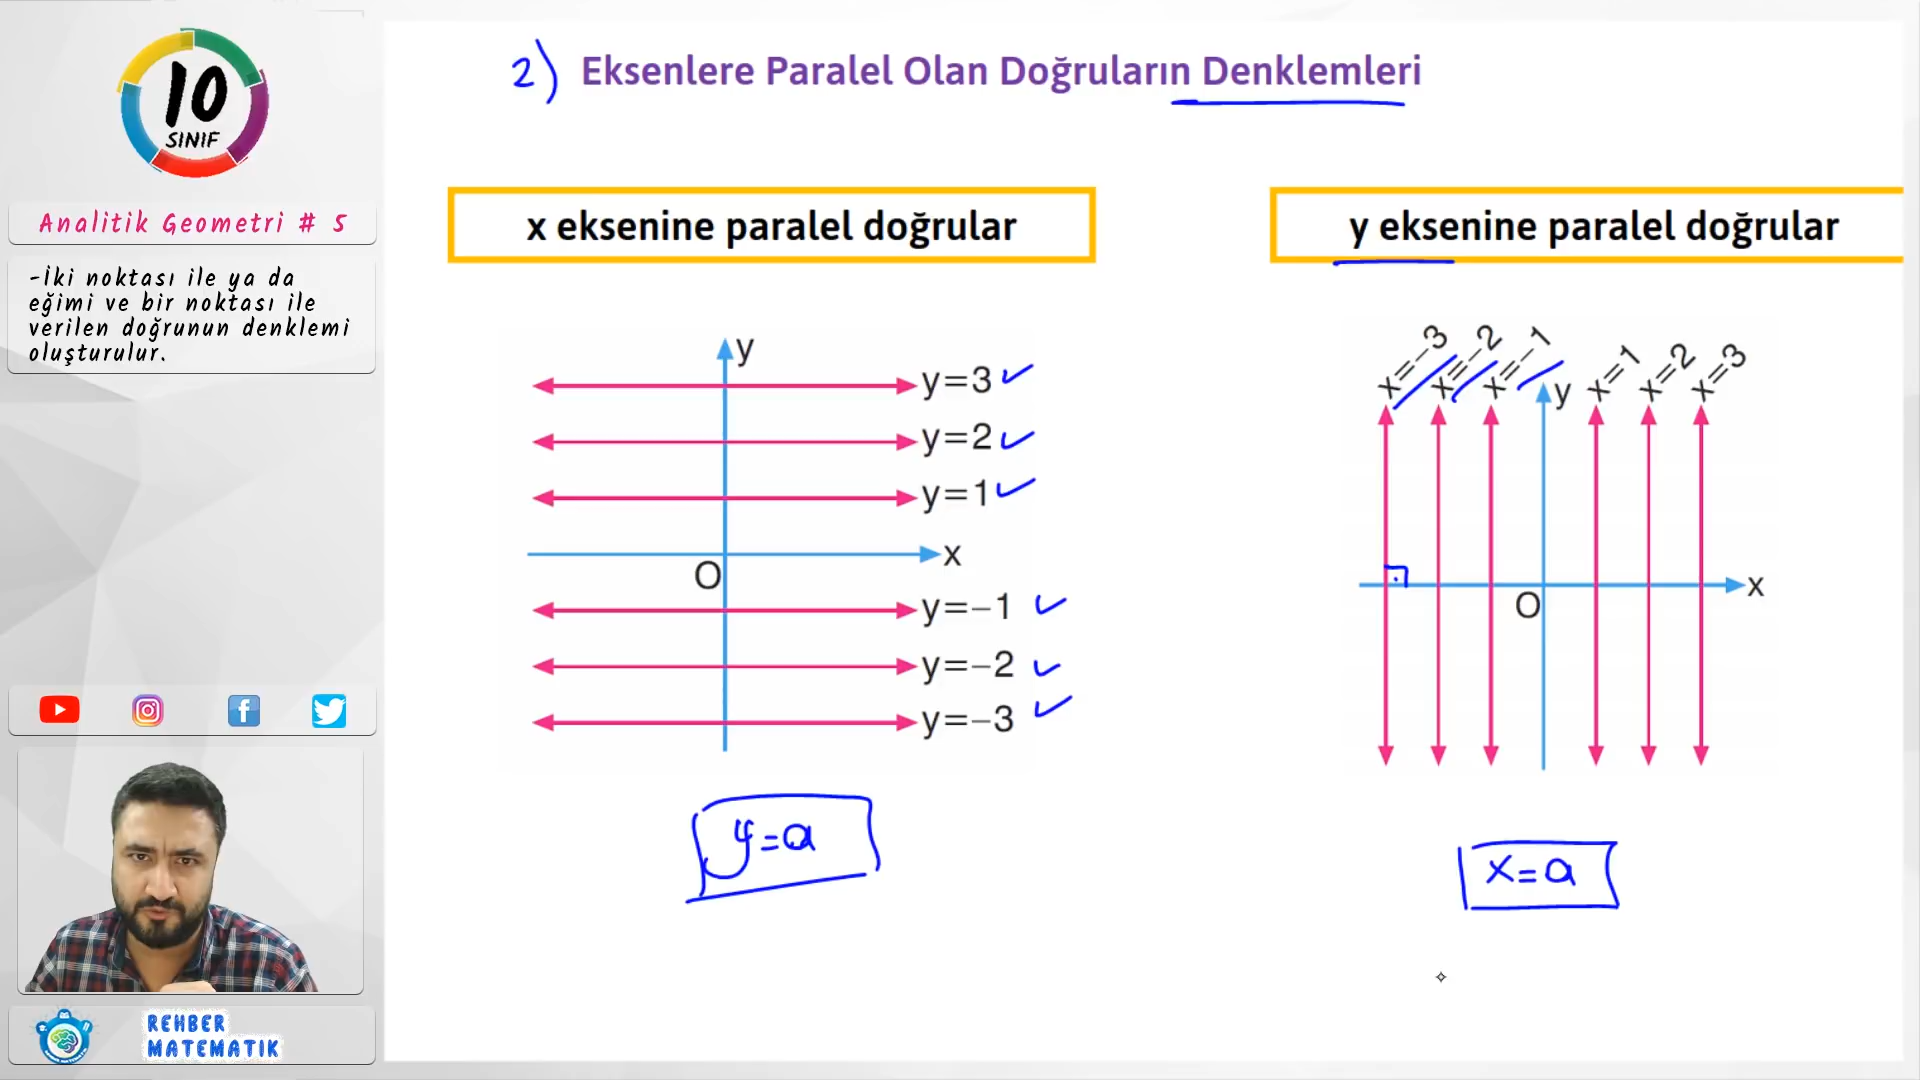 10
SINIF
Analitik Geometri # 5
-İki noktası ile ya da
eğimi ve bir noktası ile
verilen doğrunun denklemi
oluşturulur.
REHBER
MATEMATIK
2) Eksenlere Paralel Olan Doğruların Denklemleri
x eksenine paralel doğrular
y
y=3
y=2
y=1
x
O
y=−1
y=−2
y=−3
y=a
y eksenine paralel doğrular
x=−3
x=−2
x=−1
y
x=1
x=2
x=3
x
O
x=a